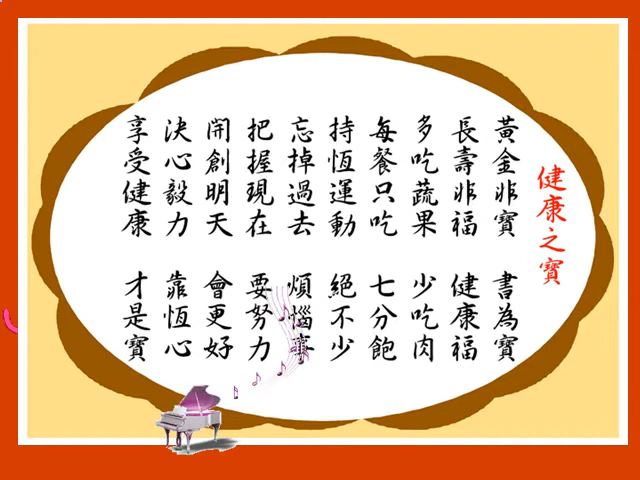 健康之寶
黃金非寶 書為寶
長壽非福 健康福
多吃蔬果 少吃肉
每餐只吃 七分飽
持恆運動 絕不少
忘掉過去 煩惱事
把握現在 要努力
開創明天 會更好
決心毅力 靠恆心
享受健康 才是寶